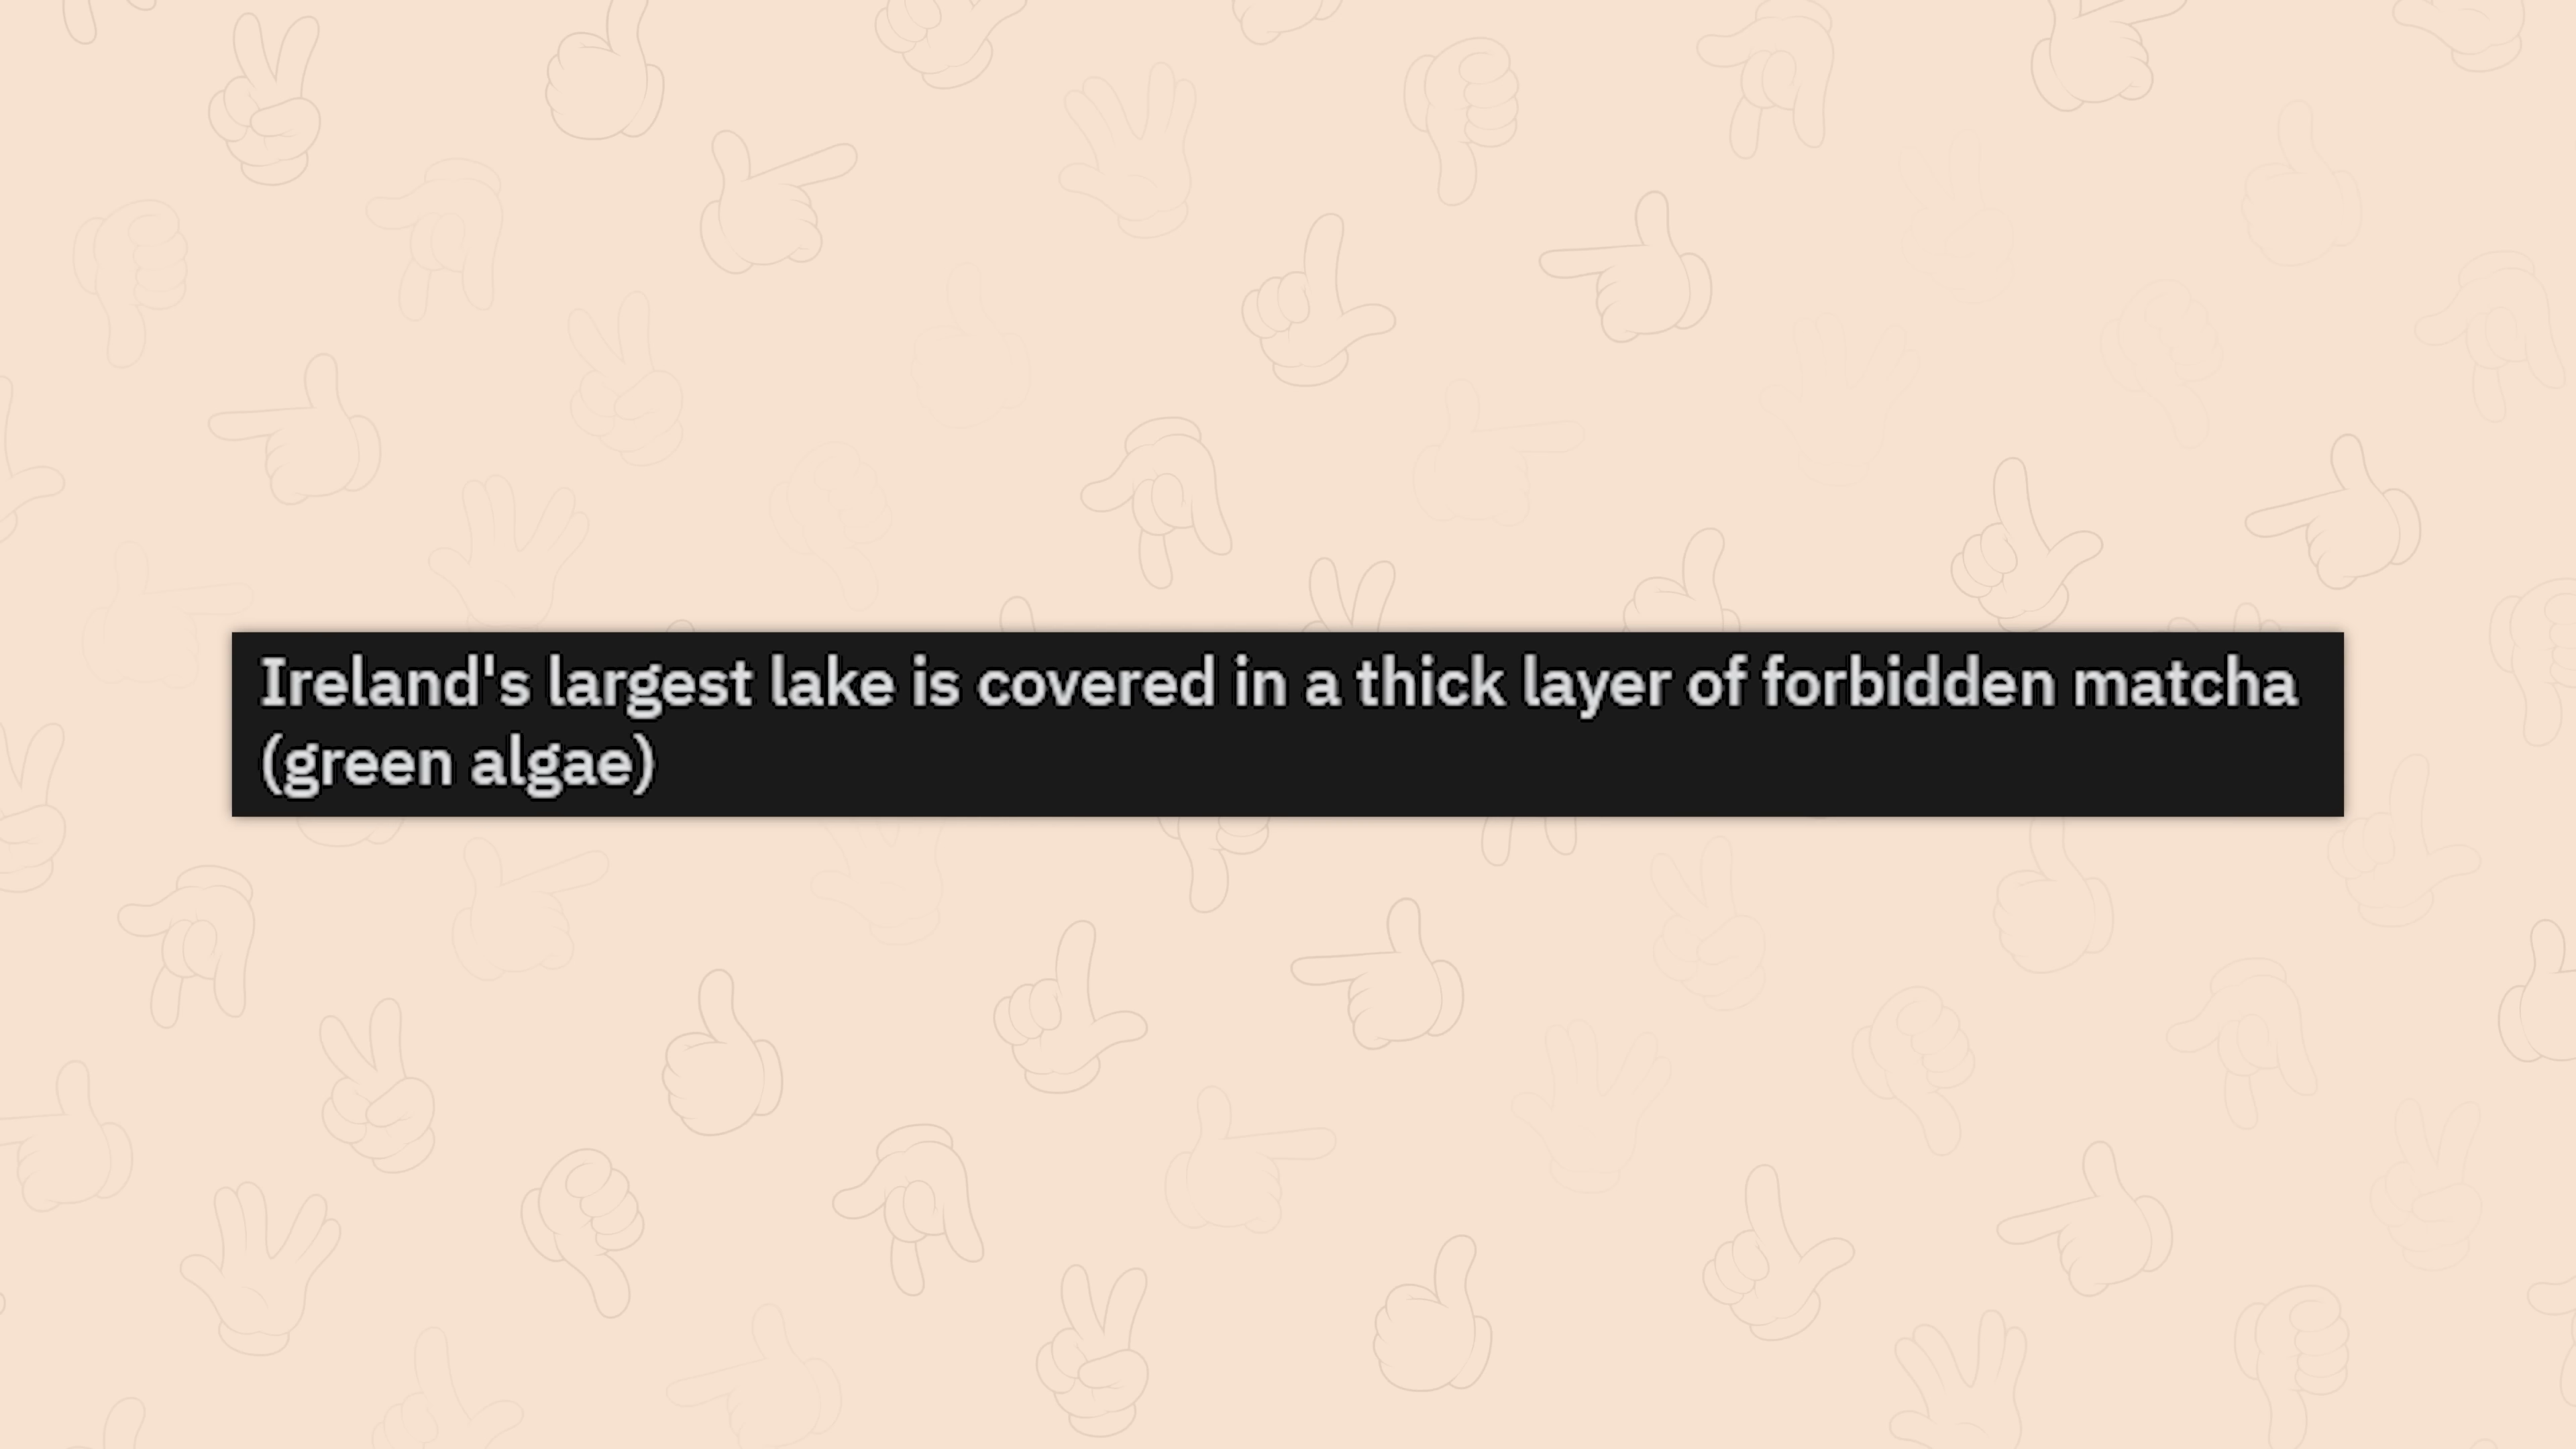 Ireland's largest lake is covered in a thick layer of forbidden matcha
(green algae)